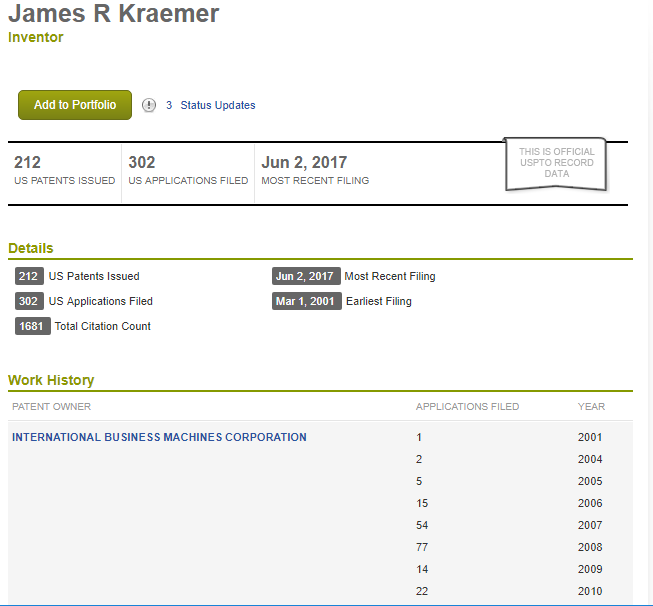 James R Kraemer
Inventor
Add to Portfolio
3 Status Updates
212
US PATENTS ISSUED
302
US APPLICATIONS FILED
Jun 2, 2017
MOST RECENT FILING
THIS IS OFFICIAL
USPTO RECORD
DATA
Details
212 US Patents Issued
Jun 2, 2017 Most Recent Filing
302 US Applications Filed
Mar 1, 2001 Earliest Filing
1681 Total Citation Count
Work History
PATENT OWNER APPLICATIONS FILED YEAR
INTERNATIONAL BUSINESS MACHINES CORPORATION 1 2001
2 2004
5 2005
15 2006
54 2007
77 2008
14 2009
22 2010